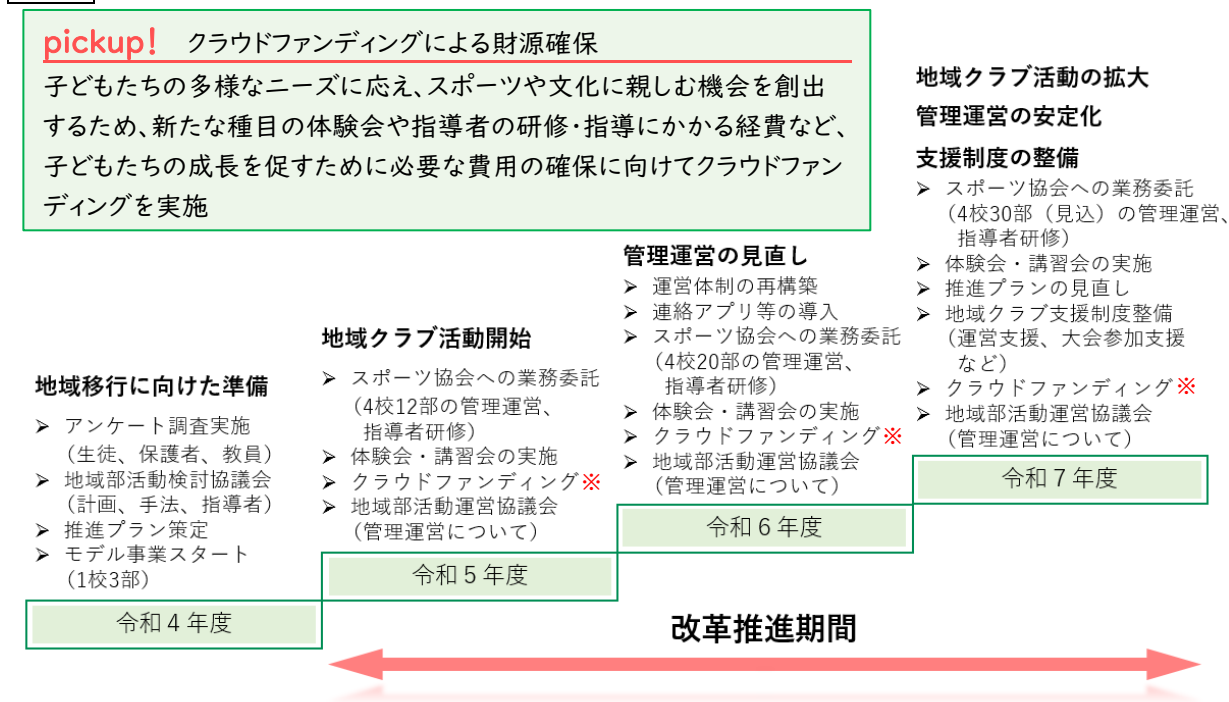 pickup! クラウドファンディングによる財源確保
子どもたちの多様なニーズに応え、スポーツや文化に親しむ機会を創出
するため、新たな種目の体験会や指導者の研修・指導にかかる経費など、
子どもたちの成長を促すために必要な費用の確保に向けてクラウドファン
ディングを実施
地域移行に向けた準備
➢ アンケート調査実施
(生徒、保護者、教員)
➢ 地域部活動検討協議会
(計画、手法、指導者)
➢ 推進プラン策定
➢ モデル事業スタート
(1校3部)
令和4年度
地域クラブ活動開始
➢ スポーツ協会への業務委託
(4校12部の管理運営、
指導者研修)
➢ 体験会・講習会の実施
➢ クラウドファンディング※
➢ 地域部活動運営協議会
(管理運営について)
令和5年度
管理運営の見直し
➢ 運営体制の再構築
➢ 連絡アプリ等の導入
➢ スポーツ協会への業務委託
(4校20部の管理運営、
指導者研修)
➢ 体験会・講習会の実施
➢ クラウドファンディング※
➢ 地域部活動運営協議会
(管理運営について)
令和6年度
地域クラブ活動の拡大
管理運営の安定化
支援制度の整備
➢ スポーツ協会への業務委託
(4校30部（見込）の管理運営、
指導者研修)
➢ 体験会・講習会の実施
➢ 推進プランの見直し
➢ 地域クラブ支援制度整備
(運営支援、大会参加支援
など)
➢ クラウドファンディング※
➢ 地域部活動運営協議会
(管理運営について)
令和7年度
改革推進期間